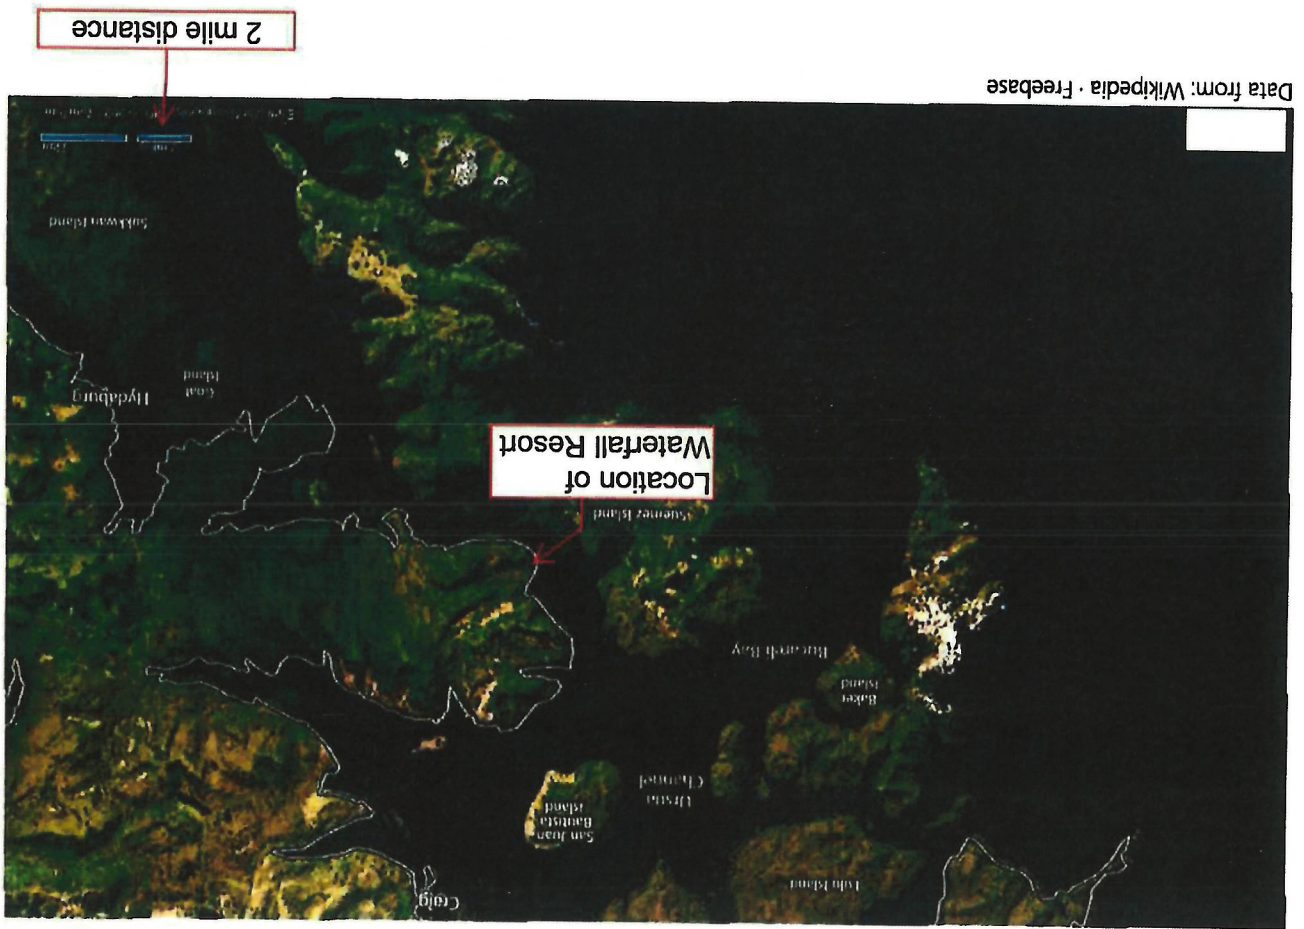 Craig
Lulu Island
San Juan
Bautista
Island
Ursua
Channel
Baker
Island
Bucareli Bay
Suemez Island
Location of
Waterfall Resort
Hydaburg
Goat
Island
Sukkwan Island
2 mile distance
Data from: Wikipedia · Freebase